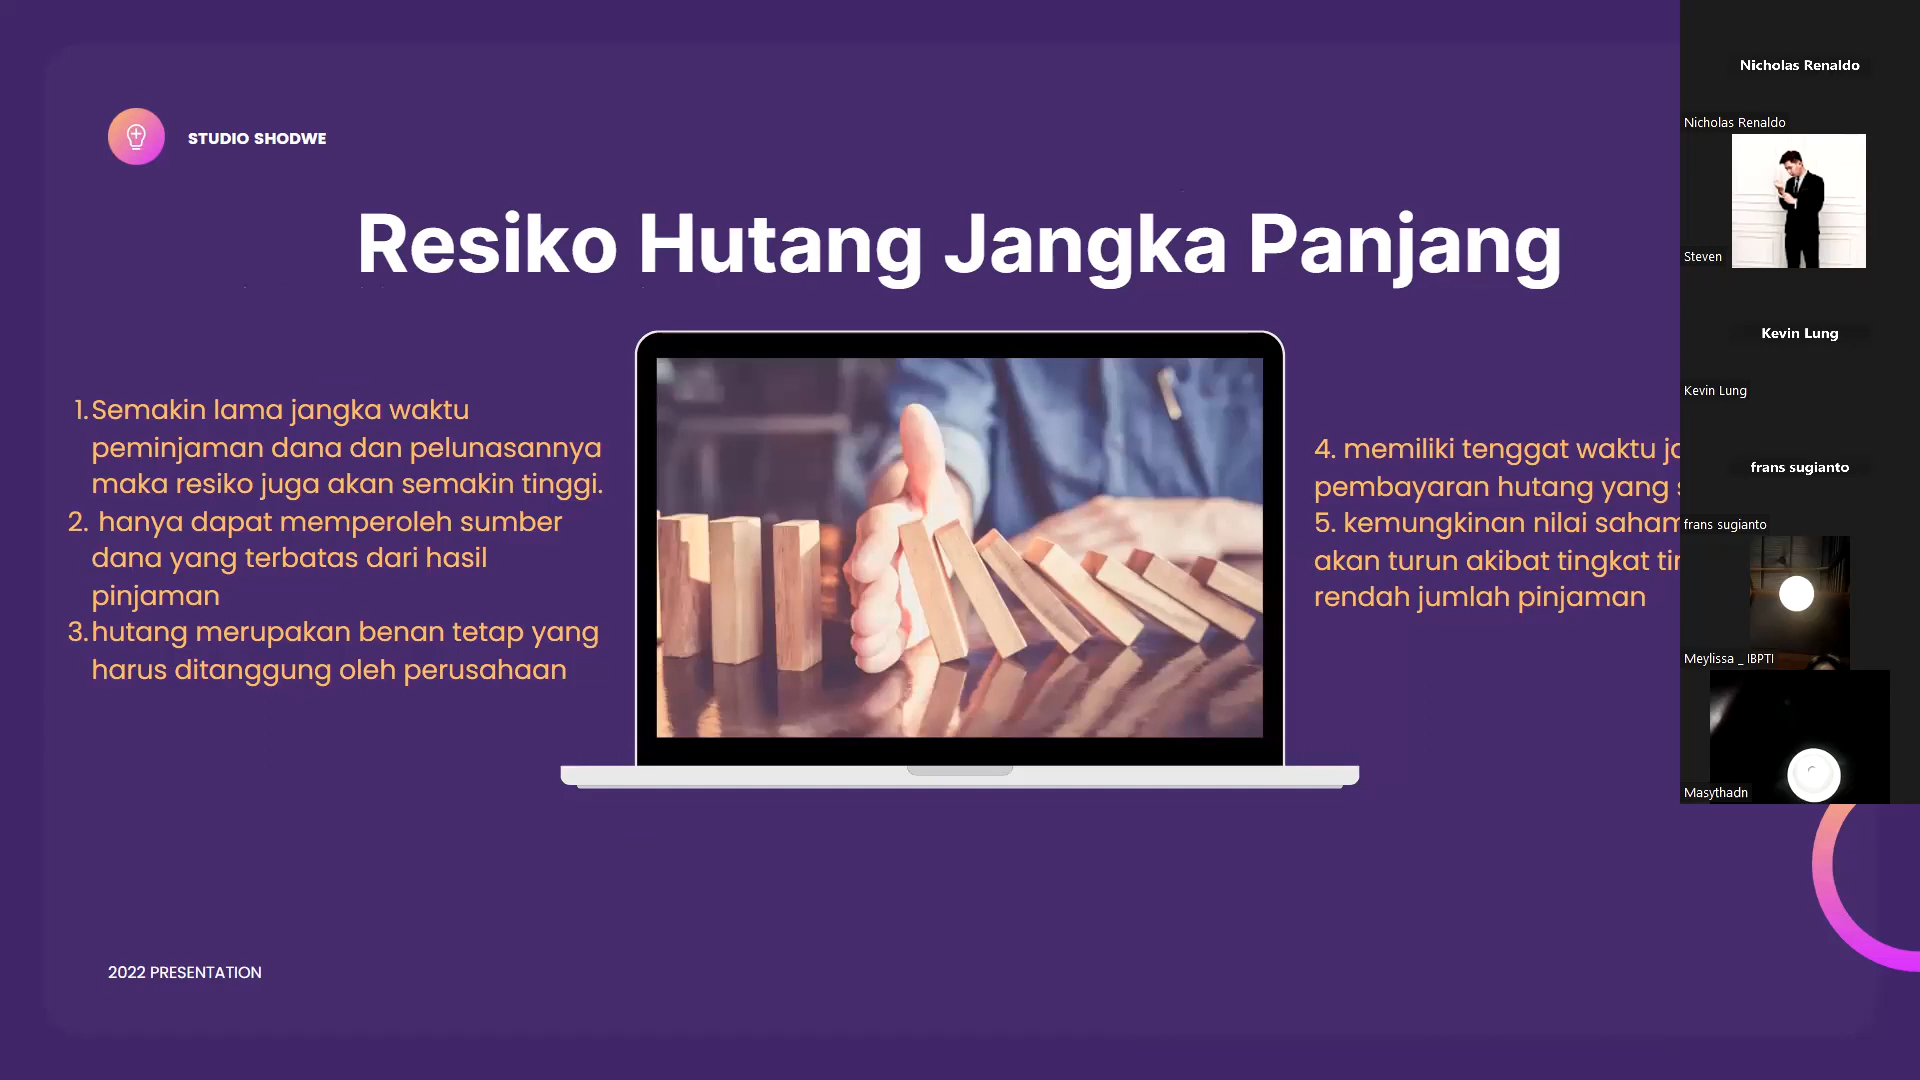 STUDIO SHODWE
Resiko Hutang Jangka Panjang
1. Semakin lama jangka waktu
peminjaman dana dan pelunasannya
maka resiko juga akan semakin tinggi.
2. hanya dapat memperoleh sumber
dana yang terbatas dari hasil
pinjaman
3. hutang merupakan benan tetap yang
harus ditanggung oleh perusahaan
4. memiliki tenggat waktu
pembayaran hutang yang
5. kemungkinan nilai saham
akan turun akibat tingkat
rendah jumlah pinjaman
2022 PRESENTATION
Nicholas Renaldo
Nicholas Renaldo
Steven
Kevin Lung
Kevin Lung
frans sugianto
frans sugianto
Meylissa _ IBPTI
Masythadn